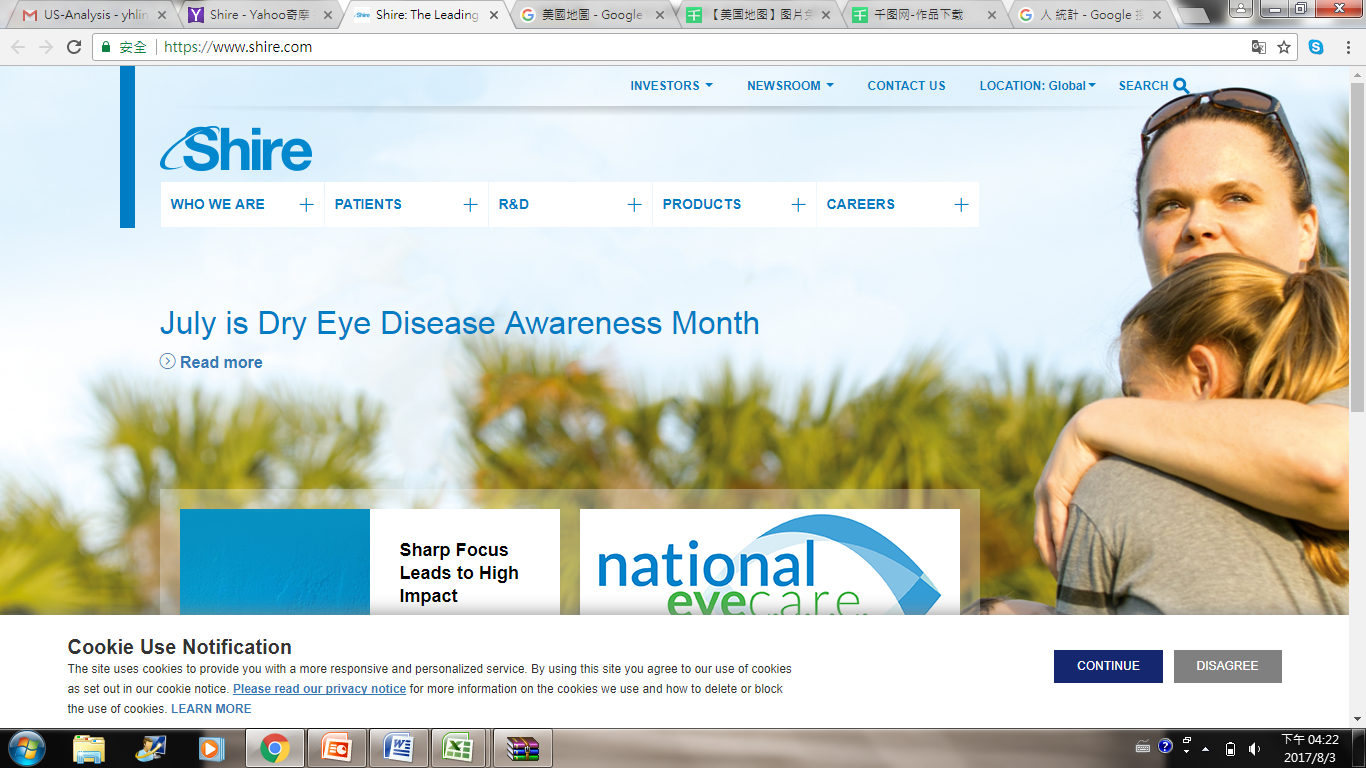 US-Analysis - yhlin
Shire - Yahoo奇摩
Shire: The Leading
美國地圖 - Google
【美国地图】图片免
千图网-作品下载
人 統計 - Google 搜
安全 https://www.shire.com
INVESTORS NEWSROOM CONTACT US LOCATION: Global SEARCH
Shire
WHO WE ARE + PATIENTS + R&D + PRODUCTS + CAREERS +
July is Dry Eye Disease Awareness Month
Read more
Sharp Focus
Leads to High
Impact
national
eyec.a.r.e.
Cookie Use Notification
The site uses cookies to provide you with a more responsive and personalized service. By using this site you agree to our use of cookies
as set out in our cookie notice. Please read our privacy notice for more information on the cookies we use and how to delete or block
the use of cookies. LEARN MORE
CONTINUE DISAGREE
下午 04:22
2017/8/3